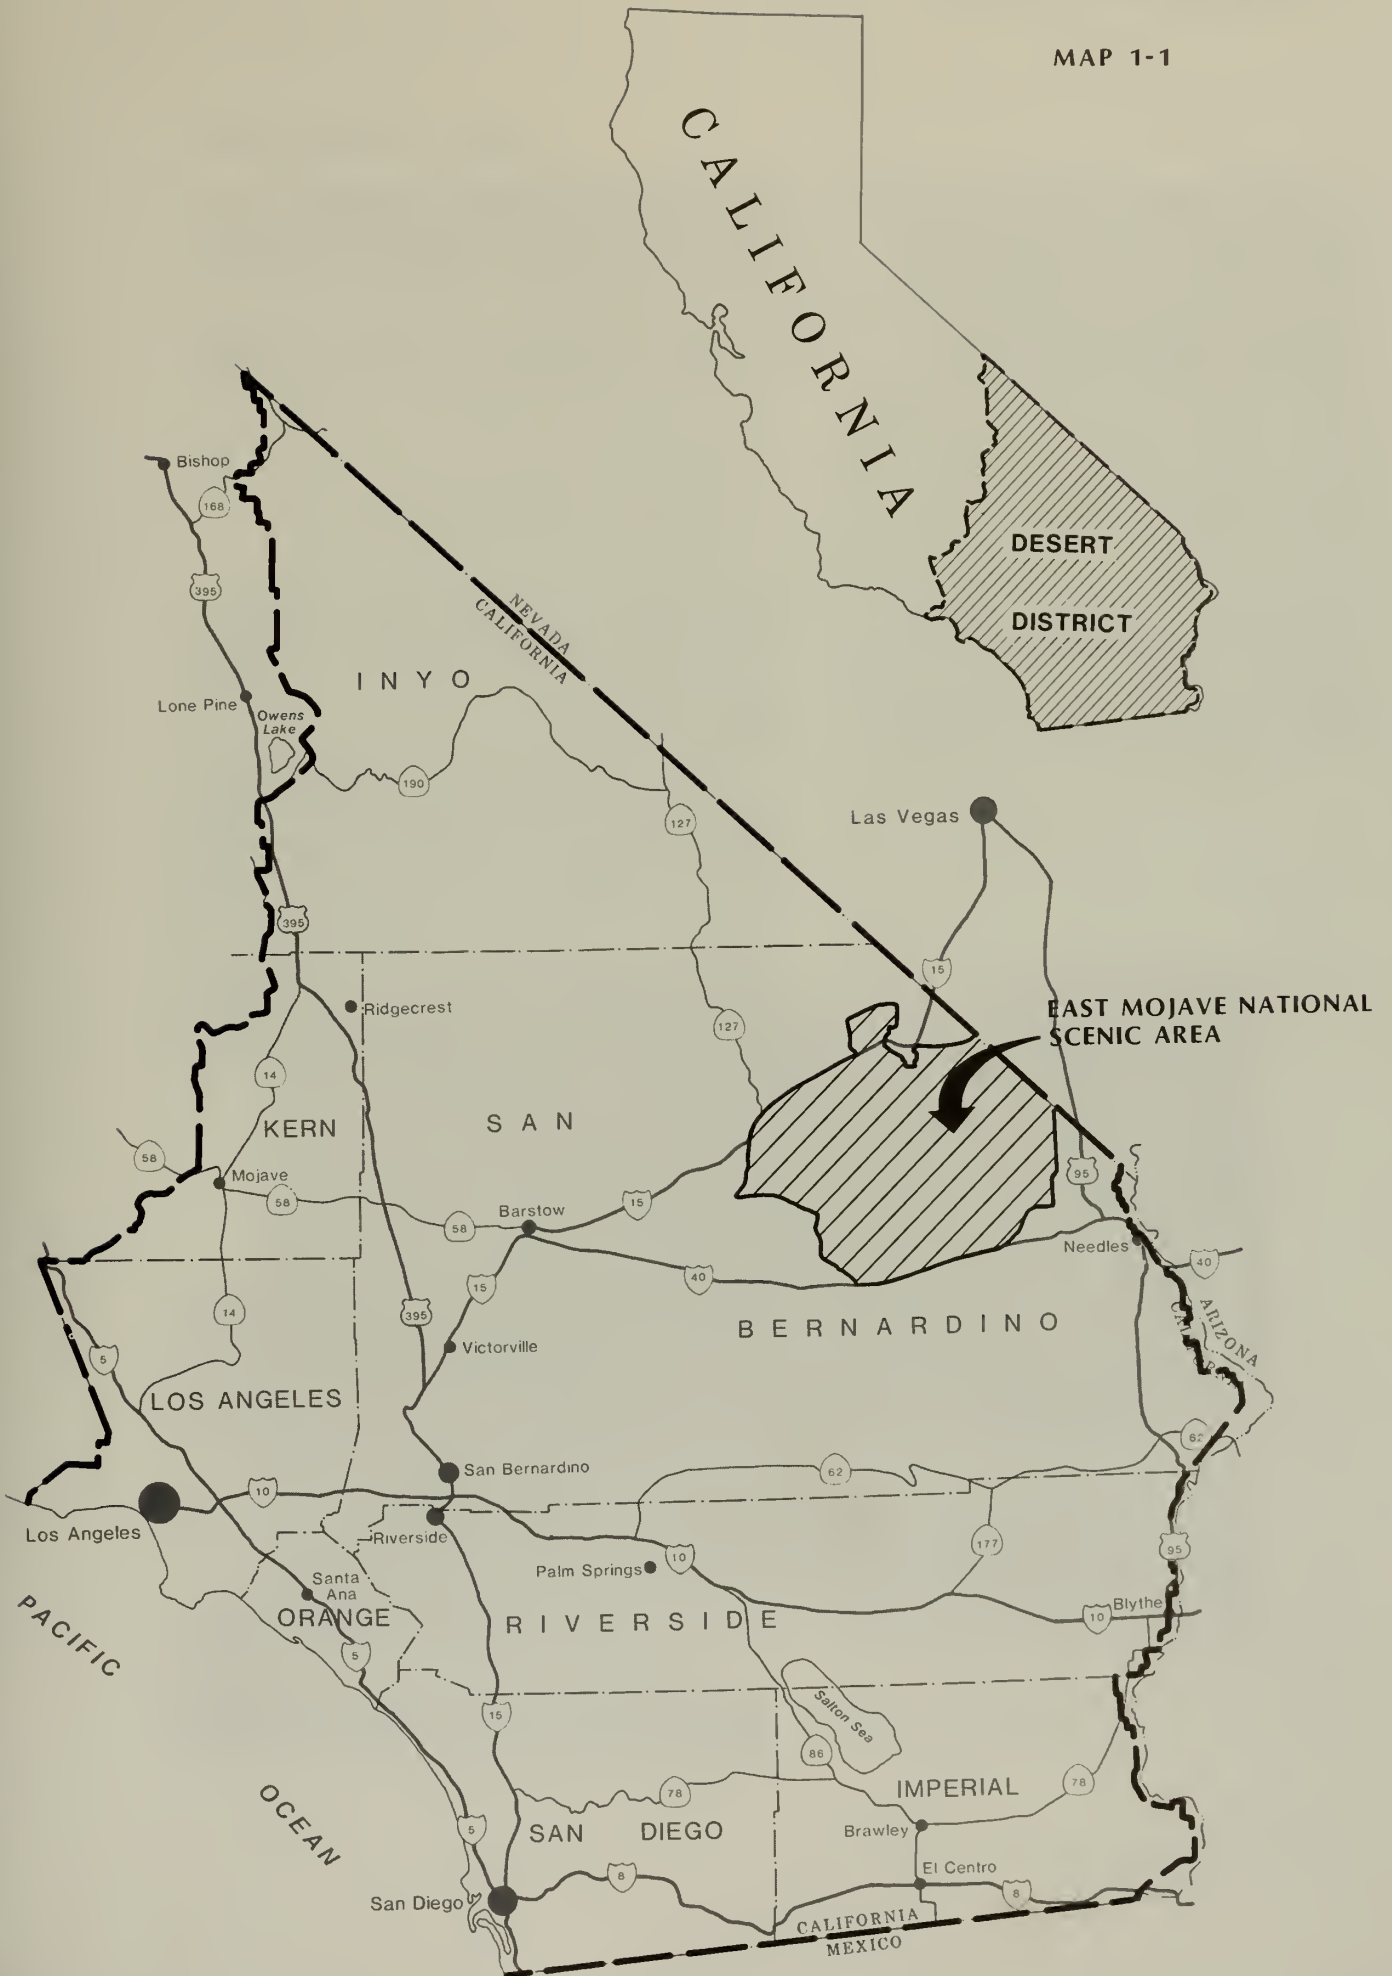 MAP 1-1
CALIFORNIA
DESERT
DISTRICT
Bishop
168
395
NEVADA
CALIFORNIA
INYO
Lone Pine
Owens
Lake
190
127
Las Vegas
395
15
Ridgecrest
127
EAST MOJAVE NATIONAL
SCENIC AREA
14
KERN
SAN
58
Mojave
58
95
Barstow
58
15
Needles
40
15
40
14
395
BERNARDINO
ARIZONA
CALIFORNIA
Victorville
5
LOS ANGELES
62
San Bernardino
62
10
Los Angeles
Riverside
177
95
Palm Springs
10
Santa
Ana
ORANGE
RIVERSIDE
10
Blythe
PACIFIC
5
15
Salton Sea
86
78
IMPERIAL
78
OCEAN
5
SAN DIEGO
Brawley
El Centro
8
8
San Diego
CALIFORNIA
MEXICO